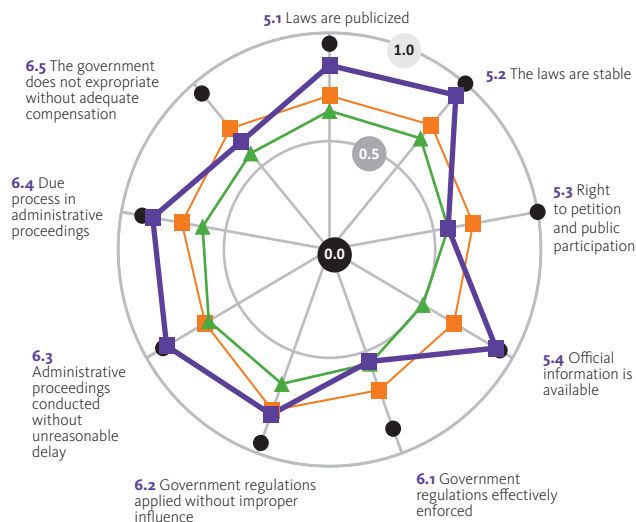 5.1 Laws are publicized
1.0
5.2 The laws are stable
0.5
5.3 Right
to petition
and public
participation
0.0
5.4 Official
information is
available
6.1 Government
regulations effectively
enforced
6.2 Government regulations
applied without improper
influence
6.3
Administrative
proceedings
conducted
without
unreasonable
delay
6.4 Due
process in
administrative
proceedings
6.5 The government
does not expropriate
without adequate
compensation